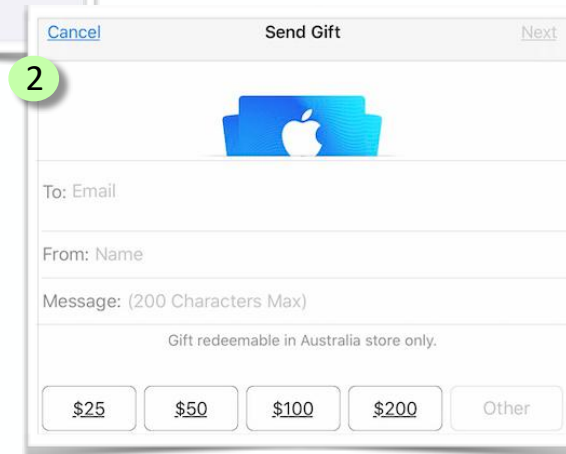 Cancel Send Gift Next
2
To: Email
From: Name
Message: (200 Characters Max)
Gift redeemable in Australia store only.
$25 $50 $100 $200 Other